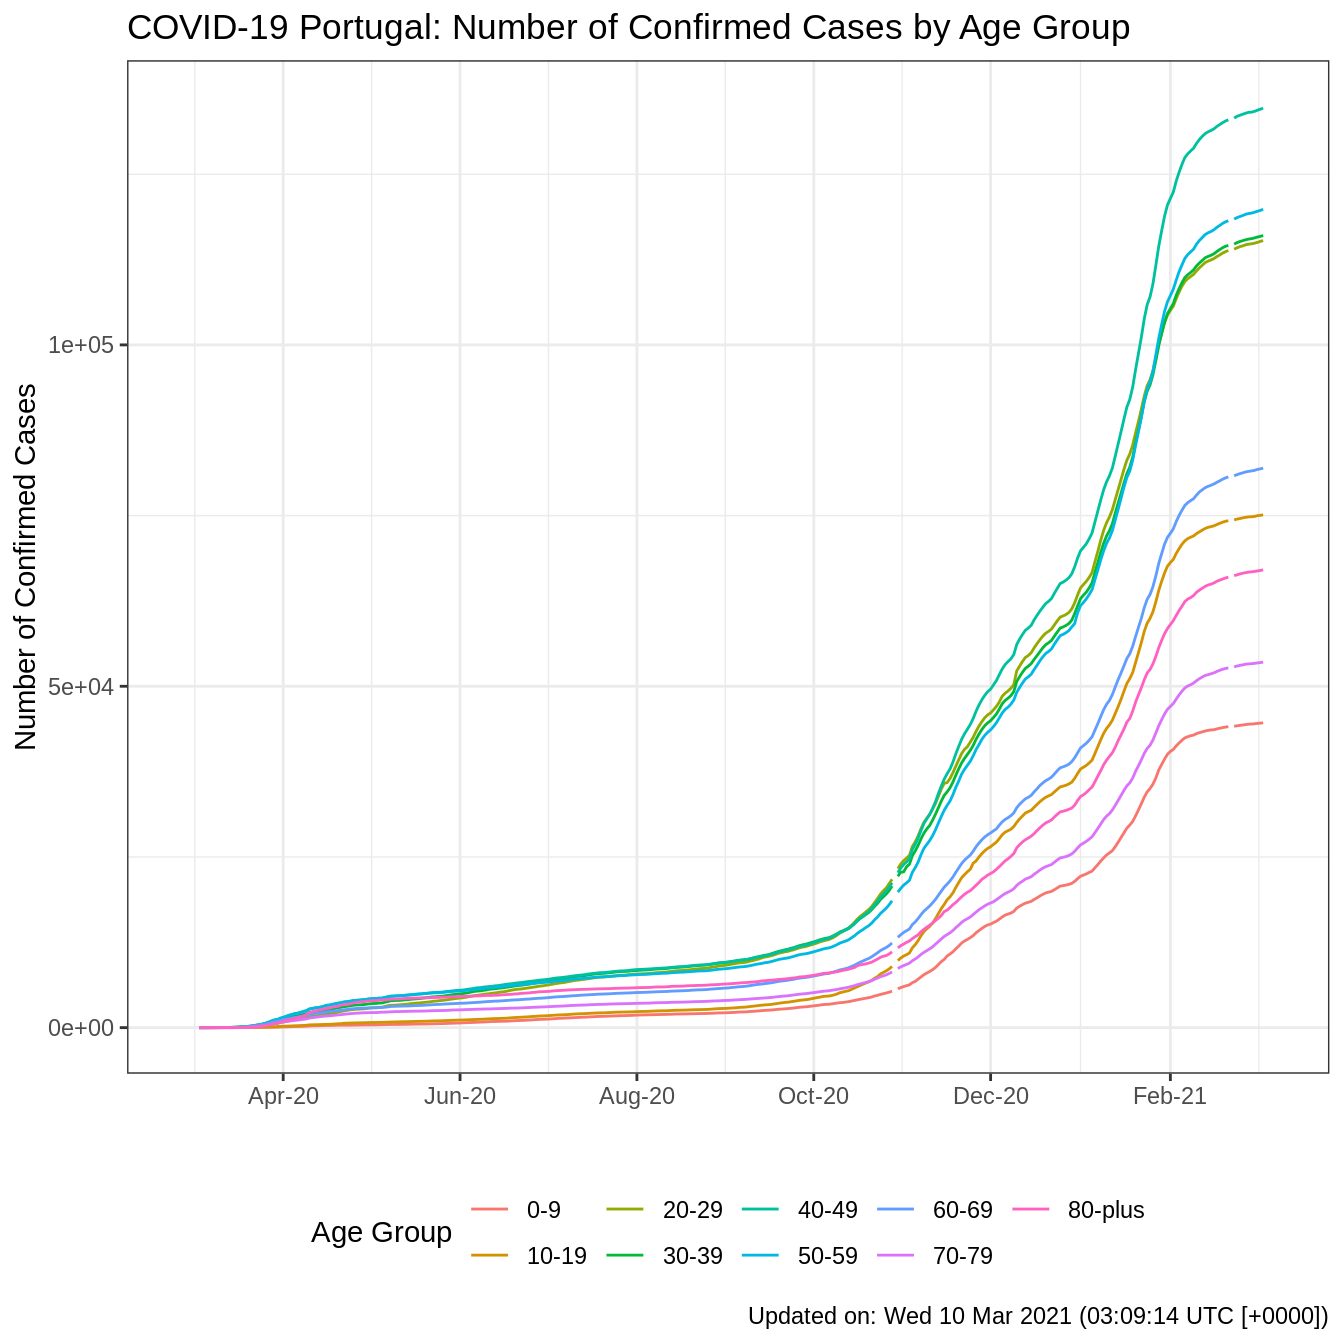 COVID-19 Portugal: Number of Confirmed Cases by Age Group
Number of Confirmed Cases
1e+05
5e+04
0e+00
Apr-20 Jun-20 Aug-20 Oct-20 Dec-20 Feb-21
Age Group
0-9 20-29 40-49 60-69 80-plus
10-19 30-39 50-59 70-79
Updated on: Wed 10 Mar 2021 (03:09:14 UTC [+0000])